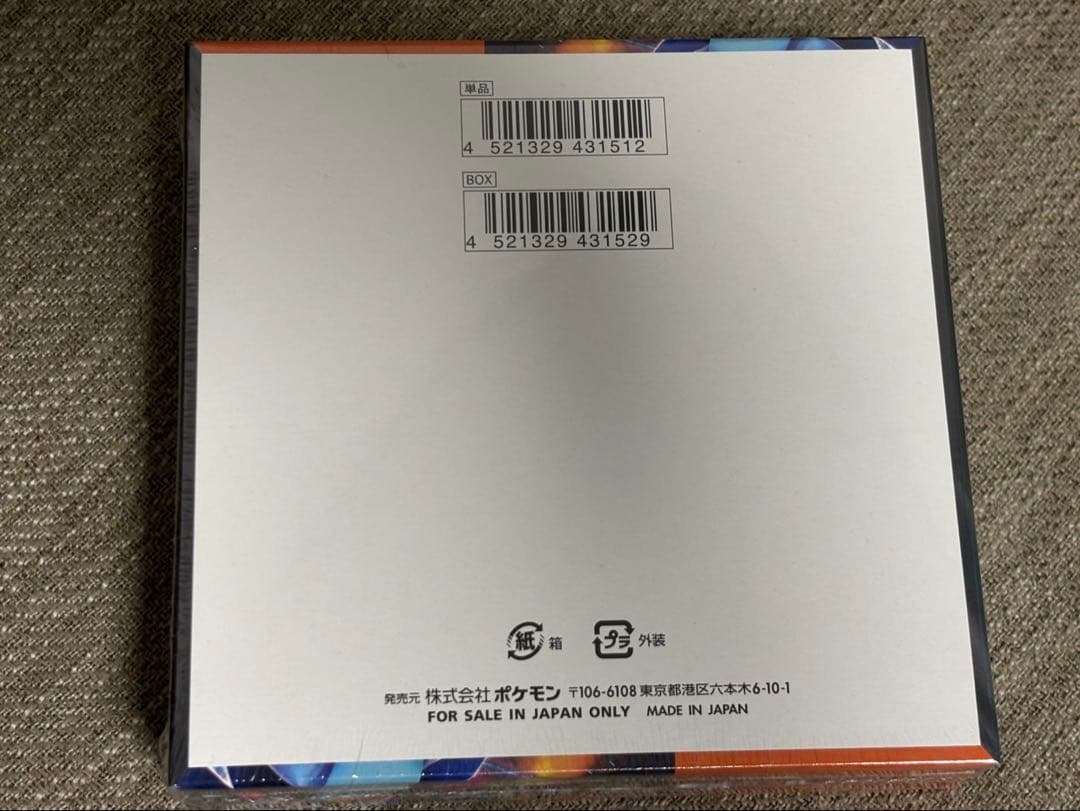 単品
4 521329 431512
BOX
4 521329 431529
紙 箱 プラ 外装
発売元 株式会社 ポケモン 〒106-6108 東京都港区六本木6-10-1
FOR SALE IN JAPAN ONLY MADE IN JAPAN